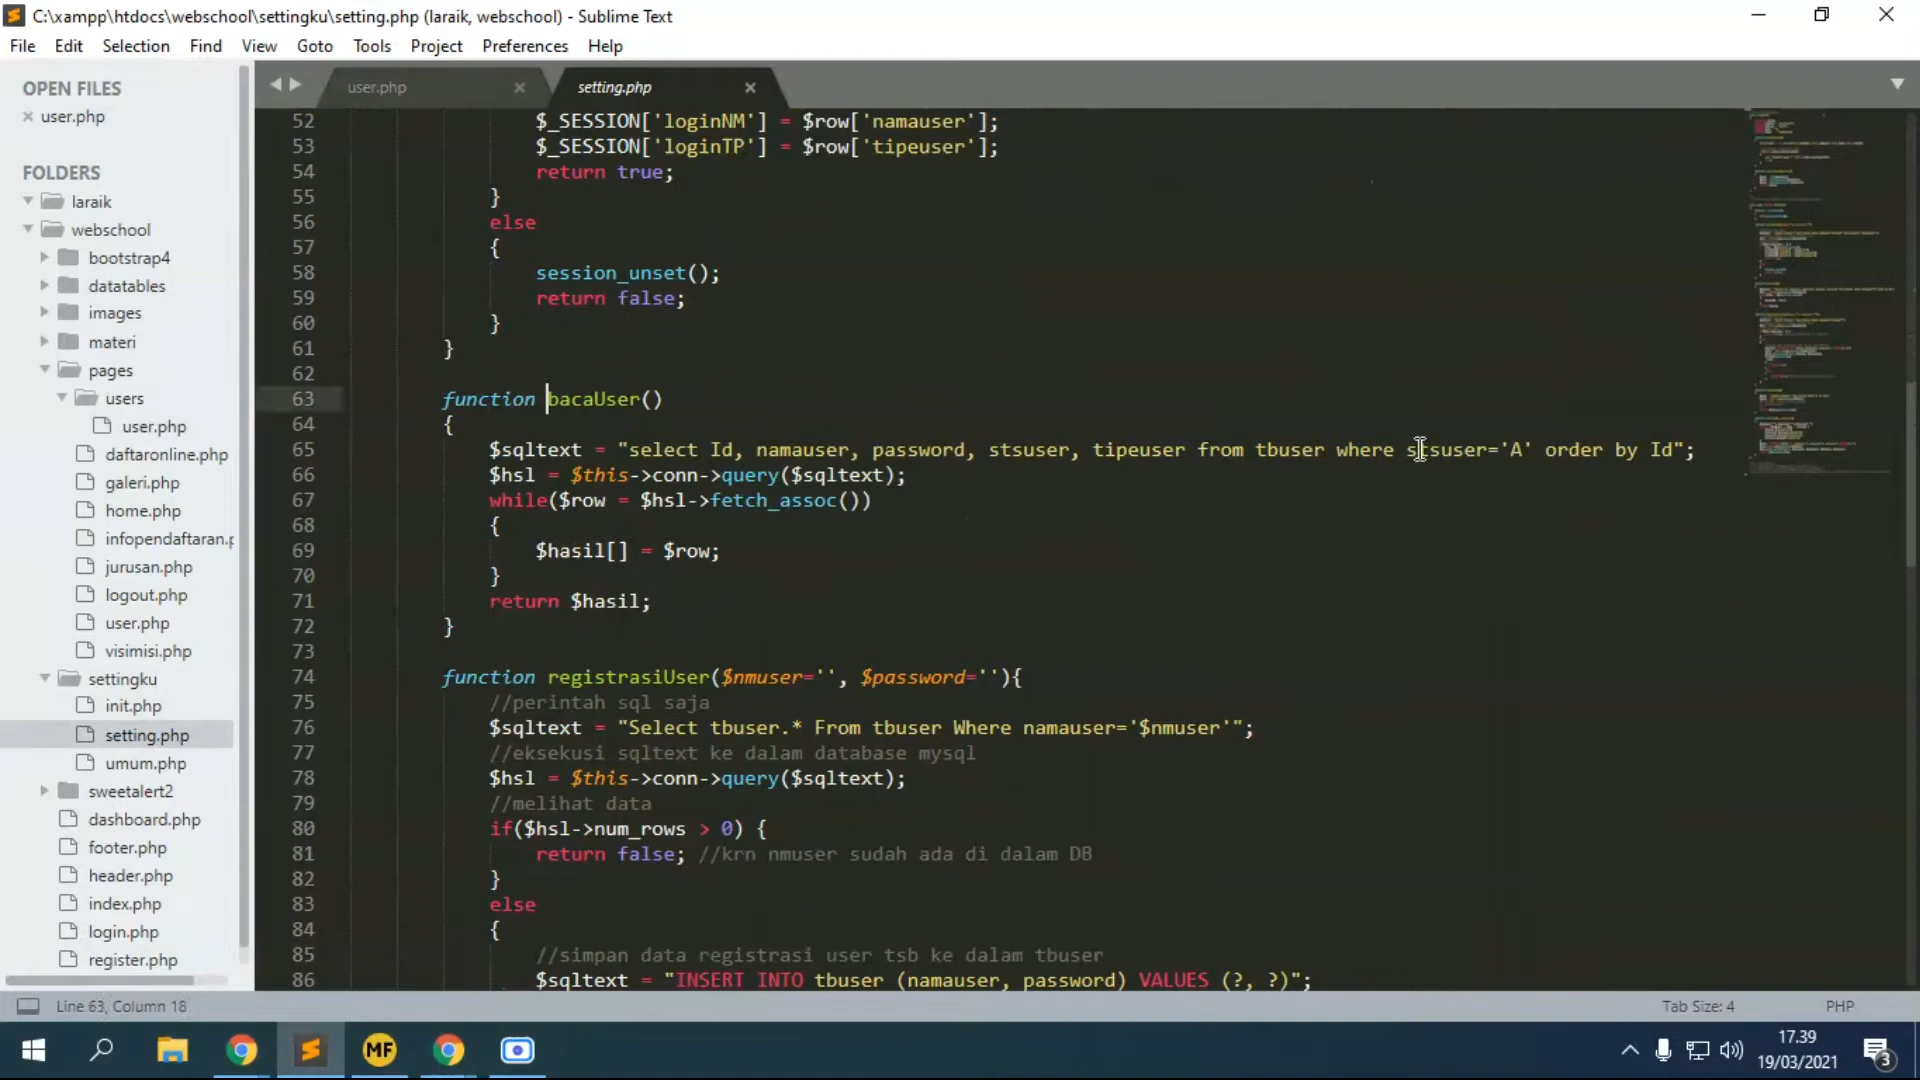 C:\xampp\htdocs\webschool\settingku\setting.php (laraik, webschool) - Sublime Text
File Edit Selection Find View Goto Tools Project Preferences Help
OPEN FILES
user.php
FOLDERS
laraik
webschool
bootstrap4
datatables
images
materi
pages
users
user.php
daftaronline.php
galeri.php
home.php
infopendaftaran.p
jurusan.php
logout.php
user.php
visimisi.php
settingku
init.php
setting.php
umum.php
sweetalert2
dashboard.php
footer.php
header.php
index.php
login.php
register.php
user.php setting.php
52 $_SESSION['loginNM'] = $row['namauser'];
53 $_SESSION['loginTP'] = $row['tipeuser'];
54 return true;
55 }
56 else
57 {
58 session_unset();
59 return false;
60 }
61 }
62
63 function bacaUser()
64 {
65 $sqltext = "select Id, namauser, password, stsuser, tipeuser from tbuser where stsuser='A' order by Id";
66 $hsl = $this->conn->query($sqltext);
67 while($row = $hsl->fetch_assoc())
68 {
69 $hasil[] = $row;
70 }
71 return $hasil;
72 }
73
74 function registrasiUser($nmuser='', $password=''){
75 //perintah sql saja
76 $sqltext = "Select tbuser.* From tbuser Where namauser='$nmuser'";
77 //eksekusi sqltext ke dalam database mysql
78 $hsl = $this->conn->query($sqltext);
79 //melihat data
80 if($hsl->num_rows > 0) {
81 return false; //krn nmuser sudah ada di dalam DB
82 }
83 else
84 {
85 //simpan data registrasi user tsb ke dalam tbuser
86 $sqltext = "INSERT INTO tbuser (namauser, password) VALUES (?, ?)";
Line 63, Column 18 Tab Size: 4 PHP
MF
17.39
19/03/2021
3